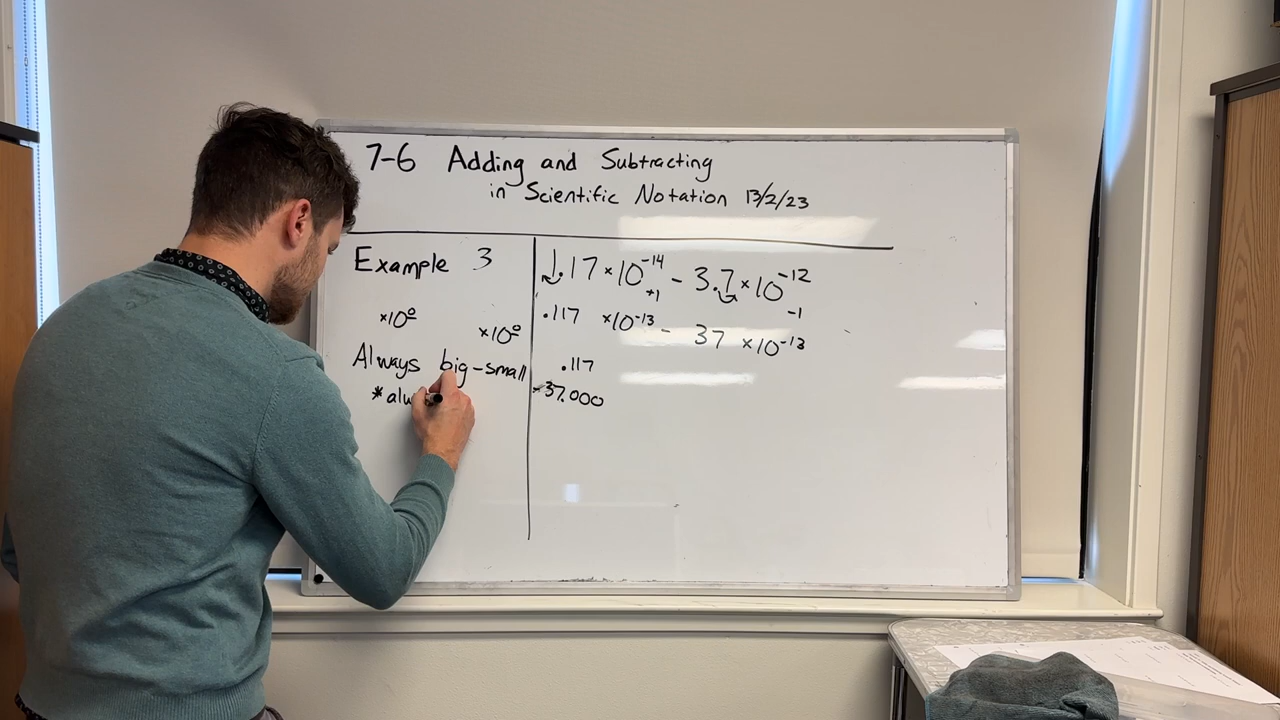 7-6 Adding and Subtracting
in Scientific Notation 13/2/23
Example 3
×10⁰
×10⁰
Always big-small
*alw
1.17 ×10⁻¹⁴ - 3.7 ×10⁻¹²
+1 -1
.117 ×10⁻¹³ - 37 ×10⁻¹³
.117
-37.000